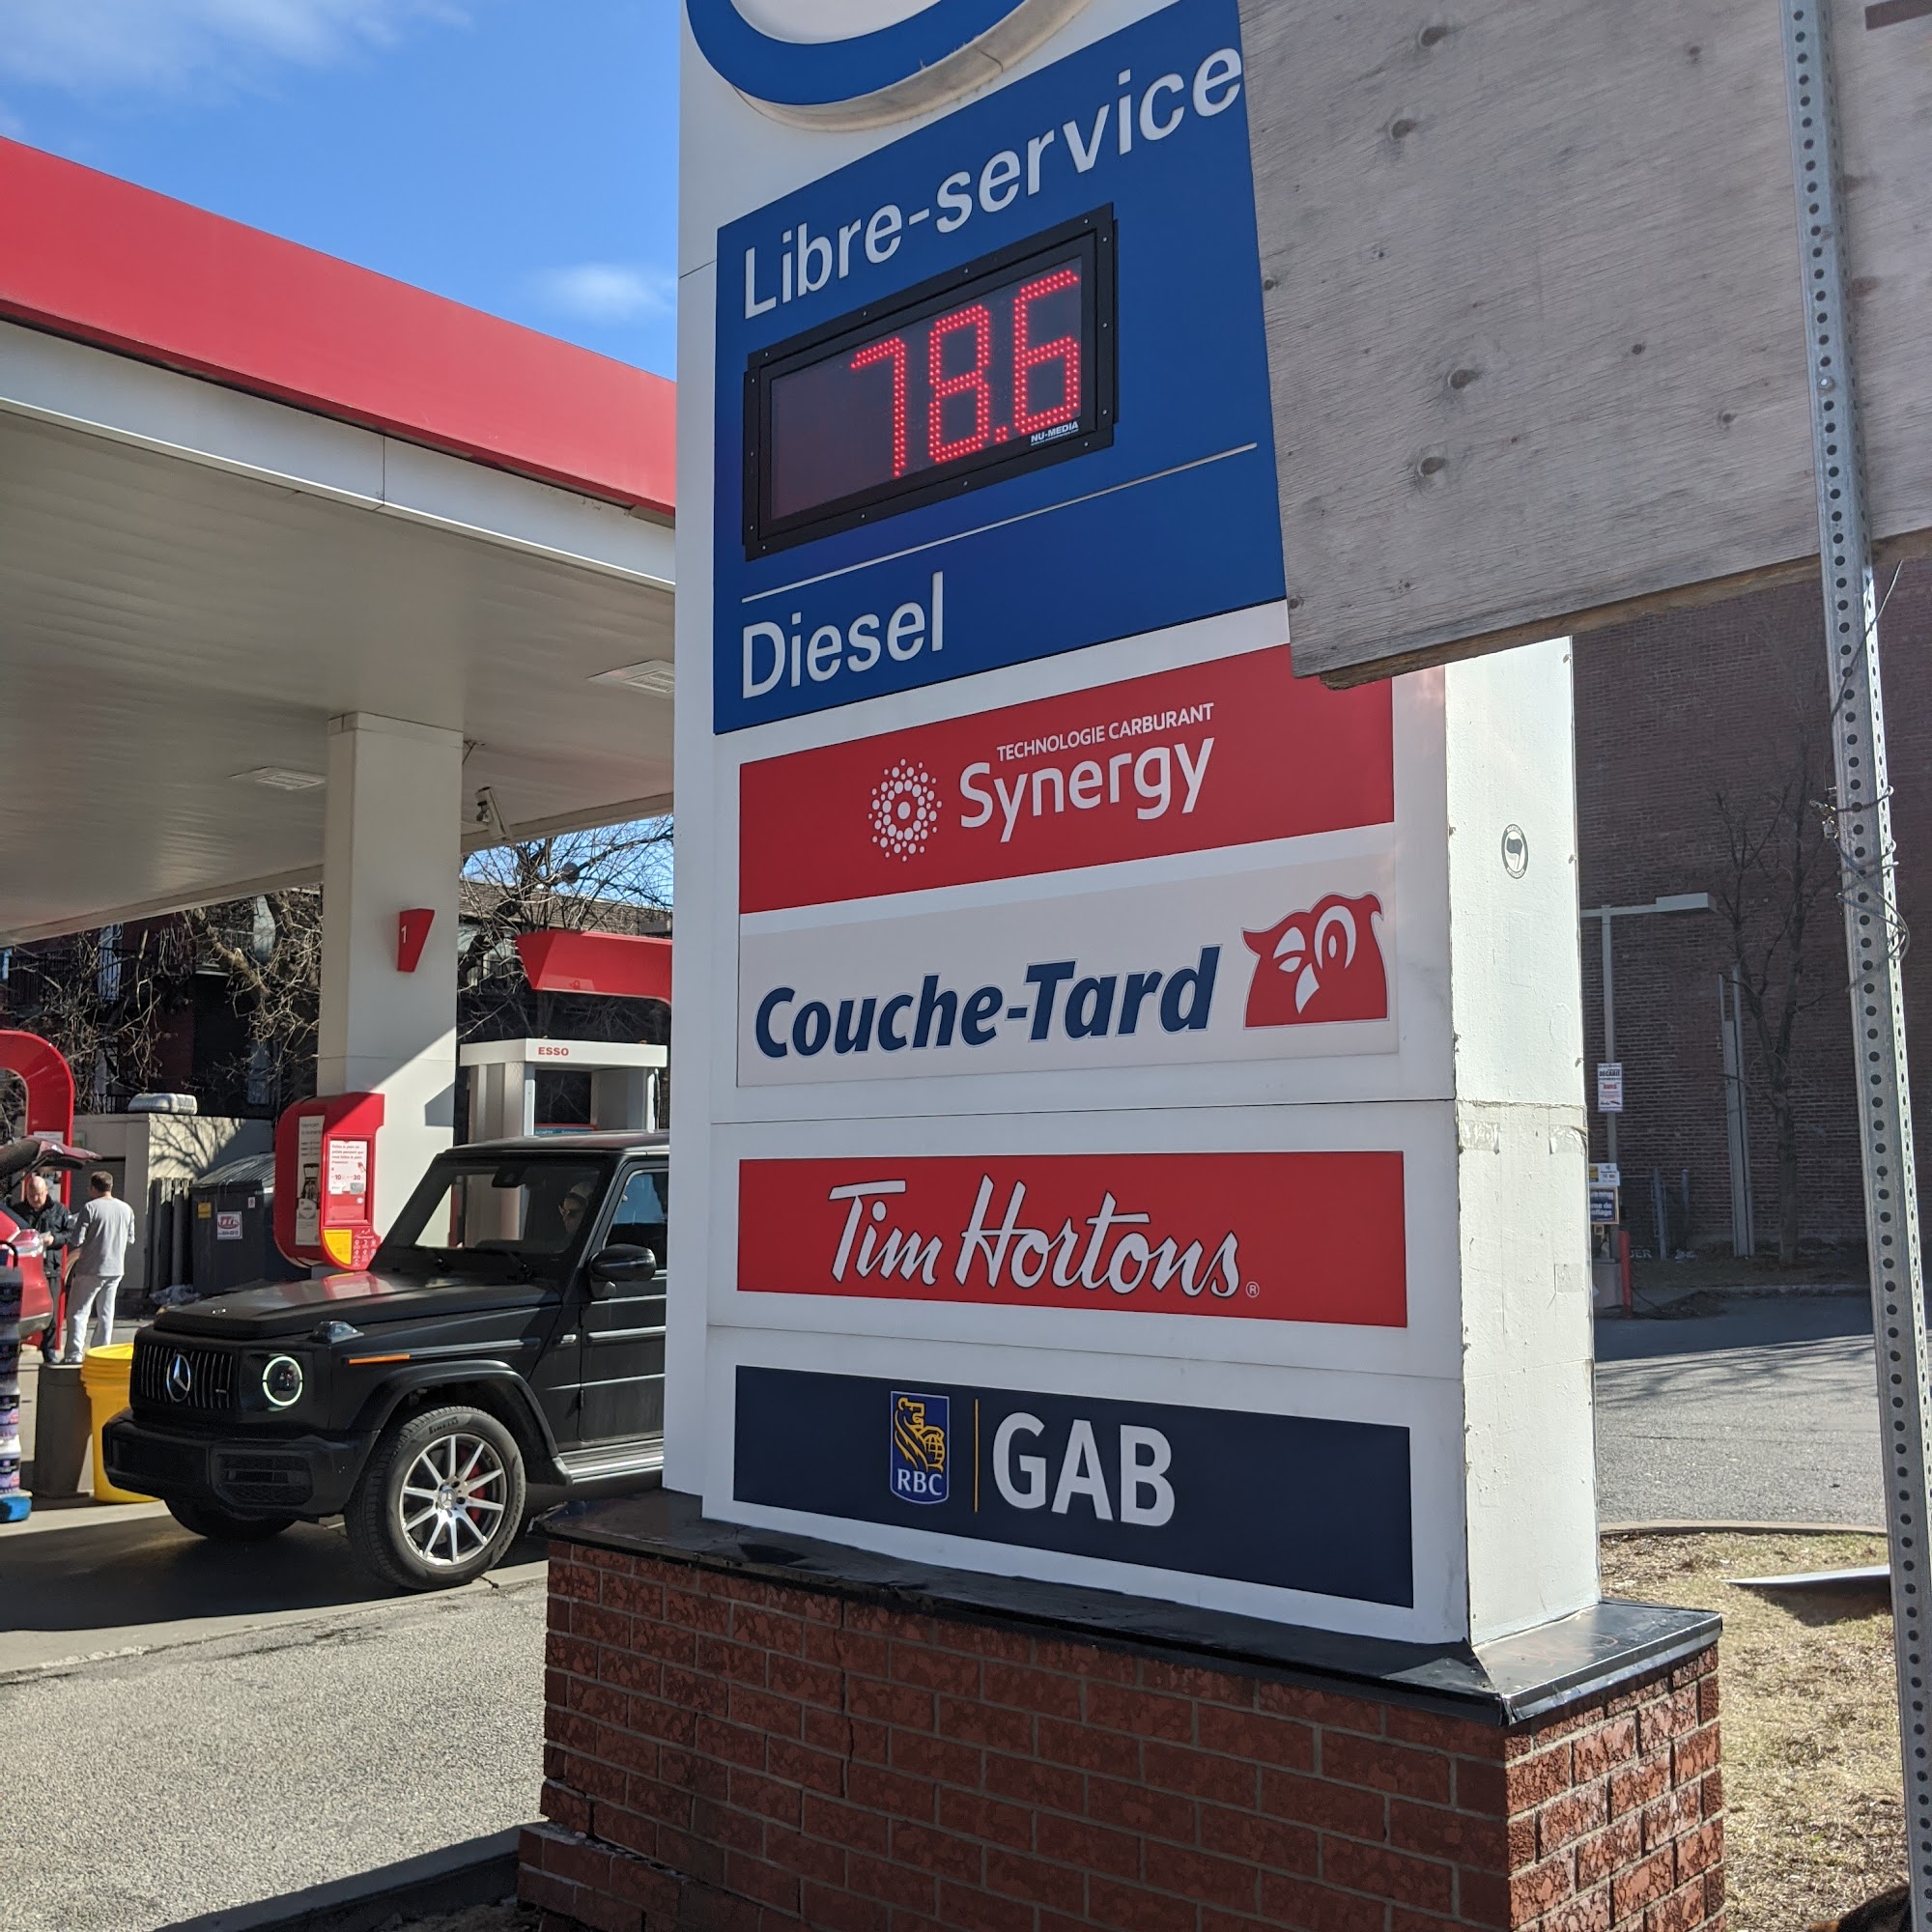 Libre-service
78.6
NU-MEDIA
Diesel
TECHNOLOGIE CARBURANT
Synergy
Couche-Tard
1
ESSO
Tim Hortons®
RBC
GAB